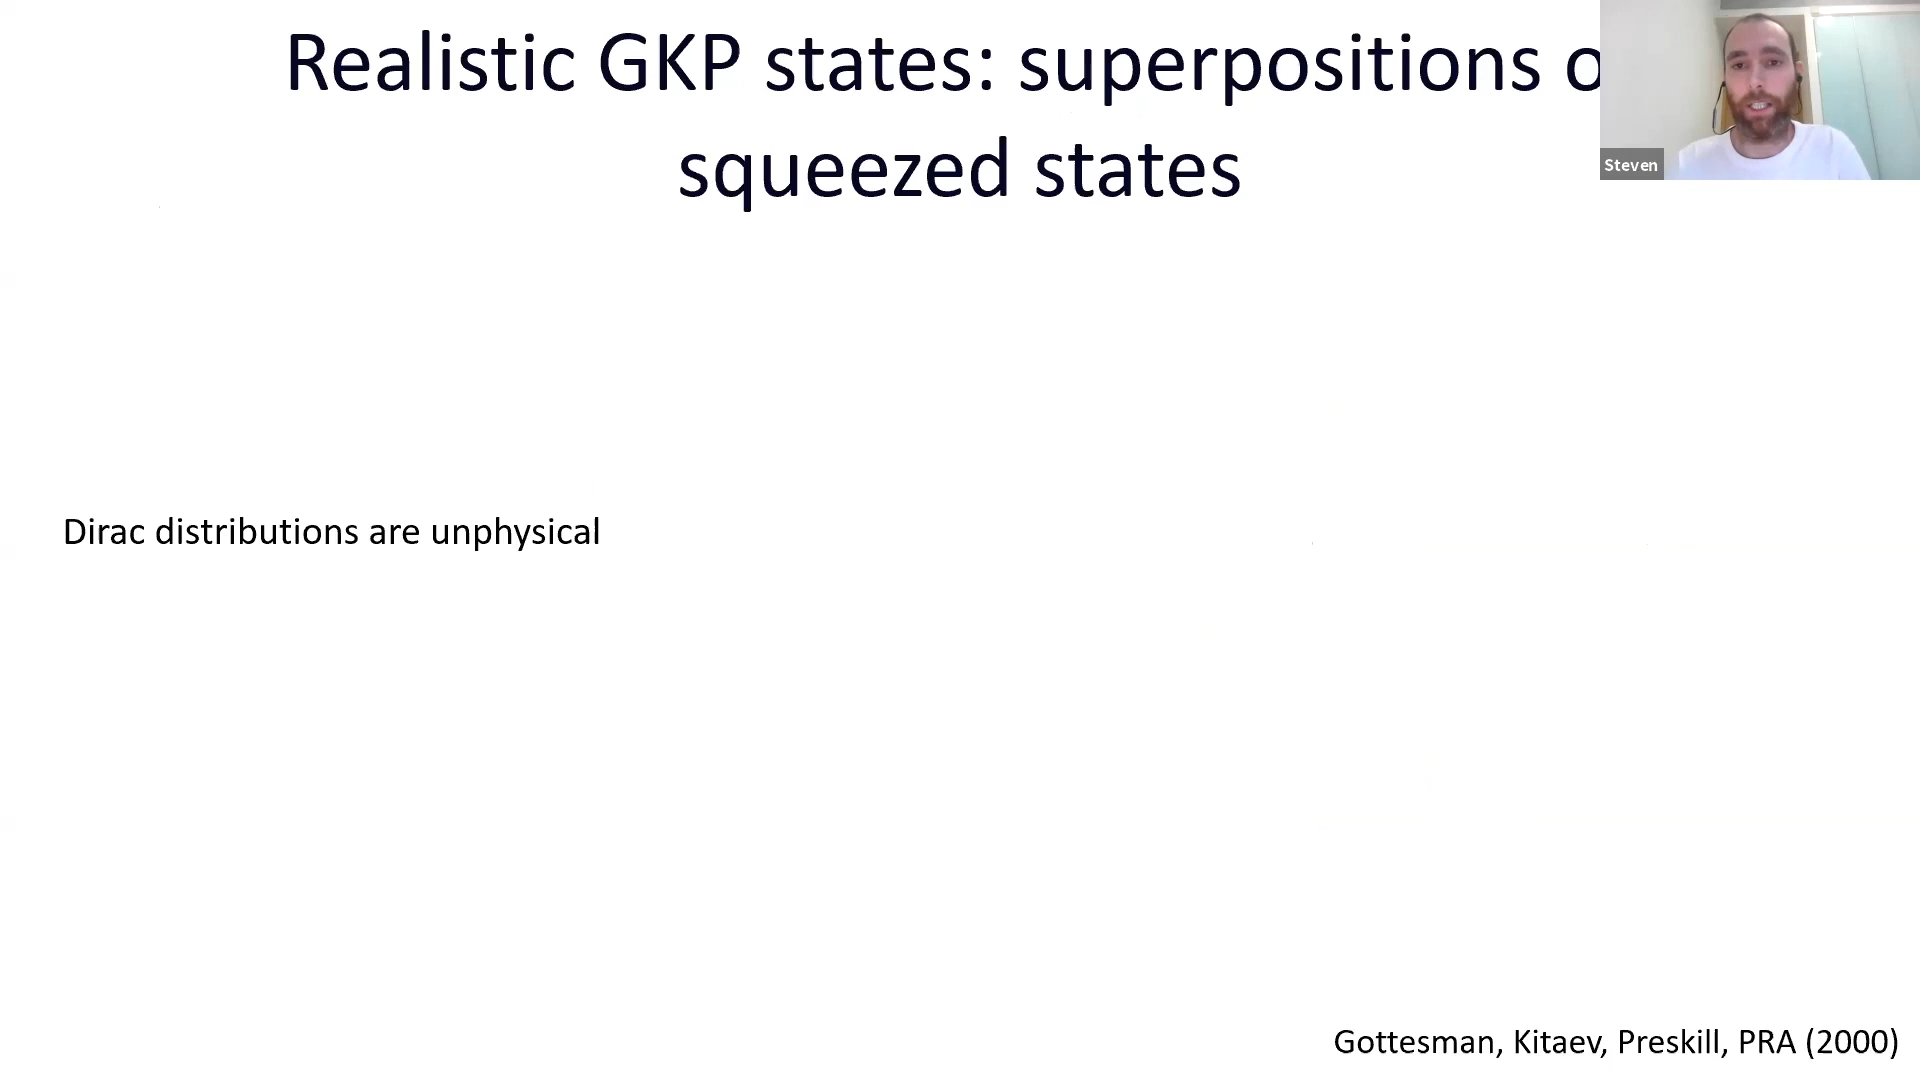 Realistic GKP states: superpositions o
squeezed states
Steven
Dirac distributions are unphysical
Gottesman, Kitaev, Preskill, PRA (2000)